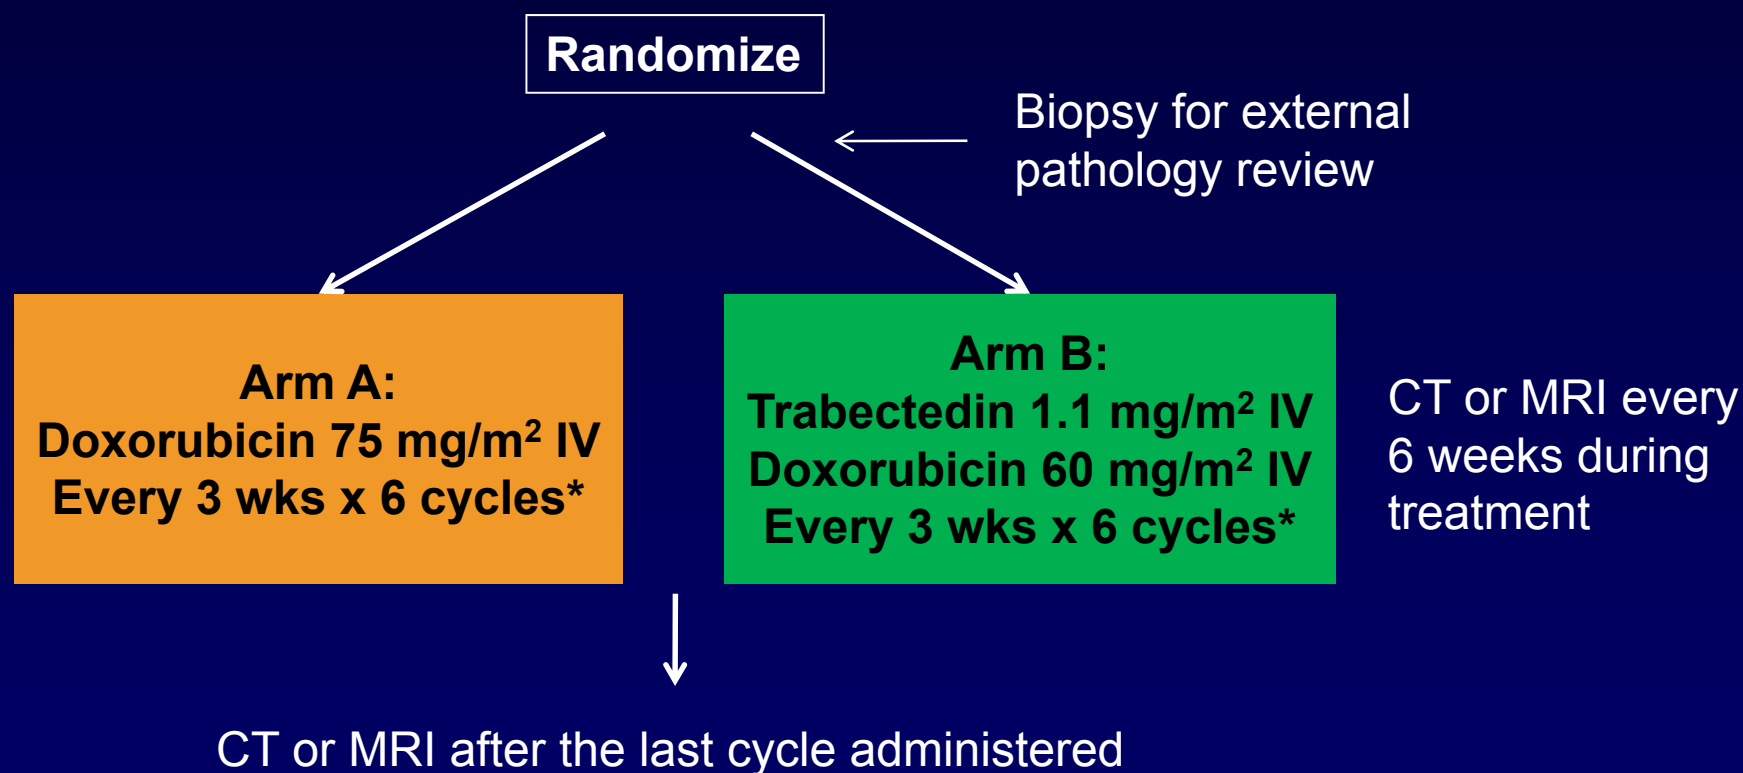 Randomize
Biopsy for external
pathology review
Arm A:
Doxorubicin 75 mg/m² IV
Every 3 wks x 6 cycles*
Arm B:
Trabectedin 1.1 mg/m² IV
Doxorubicin 60 mg/m² IV
Every 3 wks x 6 cycles*
CT or MRI every
6 weeks during
treatment
CT or MRI after the last cycle administered